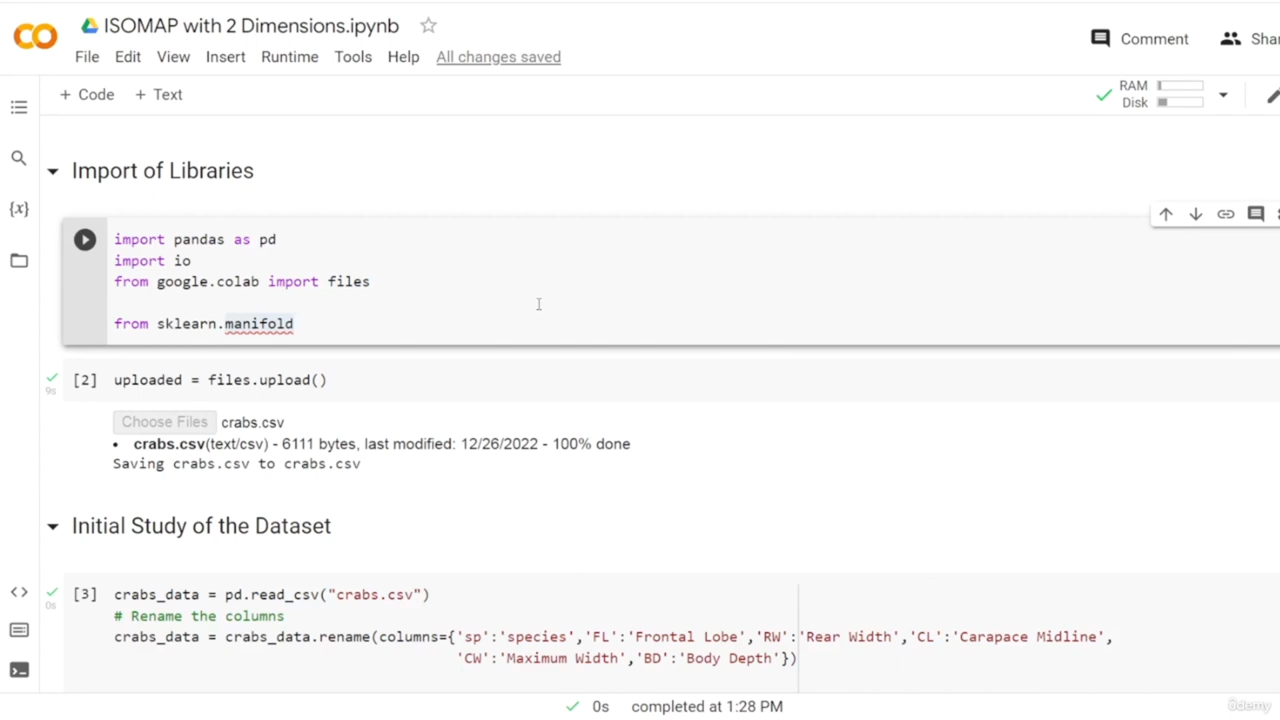 ISOMAP with 2 Dimensions.ipynb
Comment
File Edit View Insert Runtime Tools Help All changes saved
+ Code + Text
RAM
Disk
Import of Libraries
import pandas as pd
import io
from google.colab import files
from sklearn.manifold
[2] uploaded = files.upload()
9s
Choose Files crabs.csv
• crabs.csv(text/csv) - 6111 bytes, last modified: 12/26/2022 - 100% done
Saving crabs.csv to crabs.csv
Initial Study of the Dataset
[3] crabs_data = pd.read_csv("crabs.csv")
0s
# Rename the columns
crabs_data = crabs_data.rename(columns={'sp':'species','FL':'Frontal Lobe','RW':'Rear Width','CL':'Carapace Midline',
'CW':'Maximum Width','BD':'Body Depth'})
0s completed at 1:28 PM
ûdemy